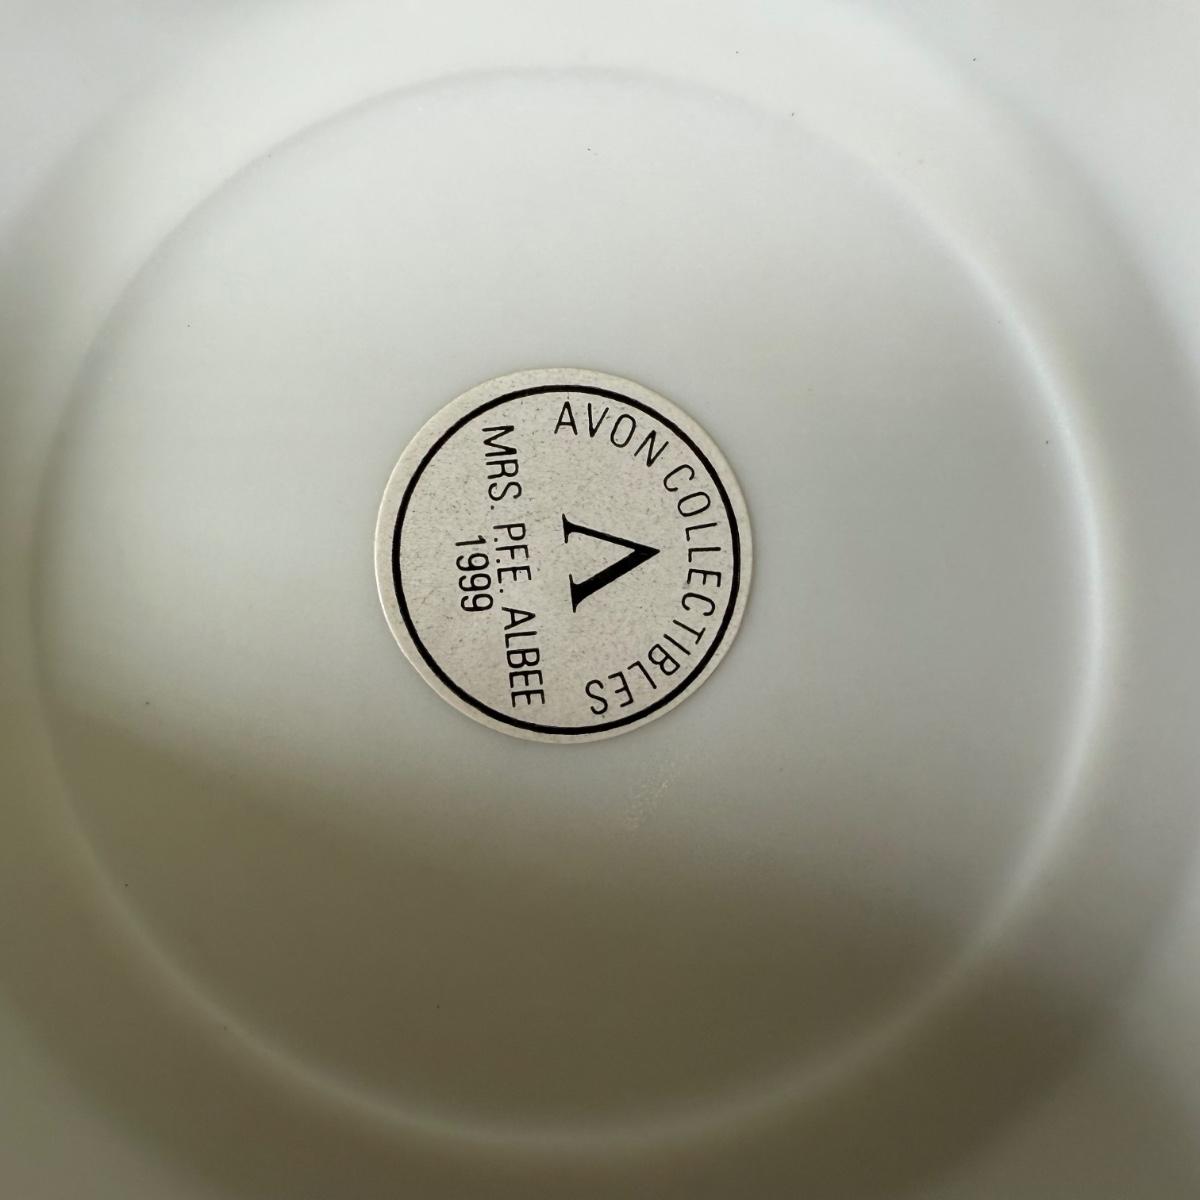 AVON COLLECTIBLES
Λ
MRS. P.F.E. ALBEE
1999